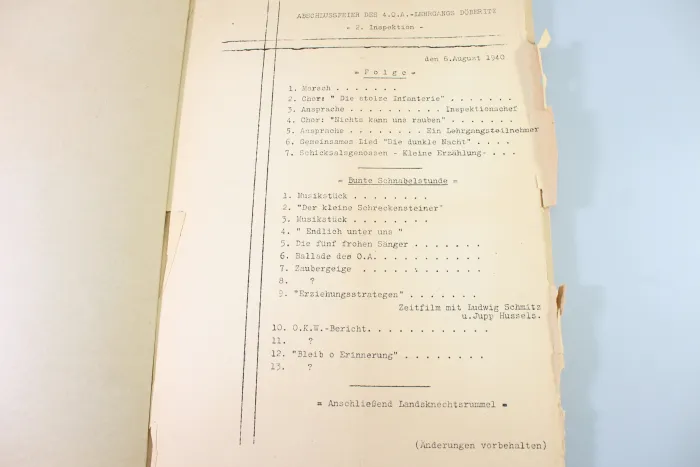 ABSCHLUSSFEIER DES 4.O.A.-LEHRGANGS DÖBERITZ
- 2. Inspektion -
den 6.August 1940
= Folge =
1. Marsch . . . . . . .
2. Chor: " Die stolze Infanterie" . . . . . . .
3. Ansprache . . . . . . . . . . Inspektionschef
4. Chor: "Nichts kann uns rauben" . . . . . . .
5. Ansprache . . . . . . . . Ein Lehrgangsteilnehmer
6. Gemeinsames Lied "Die dunkle Nacht" . . . .
7. Schicksalsgenossen - Kleine Erzählung- . . .
= Bunte Schnabelstunde =
1. Musikstück . . . . . . . . .
2. "Der kleine Schreckensteiner"
3. Musikstück . . . . . . . .
4. " Endlich unter uns "
5. Die fünf frohen Sänger . . . . . . .
6. Ballade des O.A. . . . . . . . . . .
7. Zaubergeige . . . . . . . . . . .
8. ?
9. "Erziehungsstrategen" . . . . . . .
Zeitfilm mit Ludwig Schmitz
u.Jupp Hussels.
10. O.K.W.-Bericht. . . . . . . . . . . . .
11. ?
12. "Bleib o Erinnerung" . . . . . . . .
13. ?
= Anschließend Landsknechtsrummel =
(Änderungen vorbehalten)